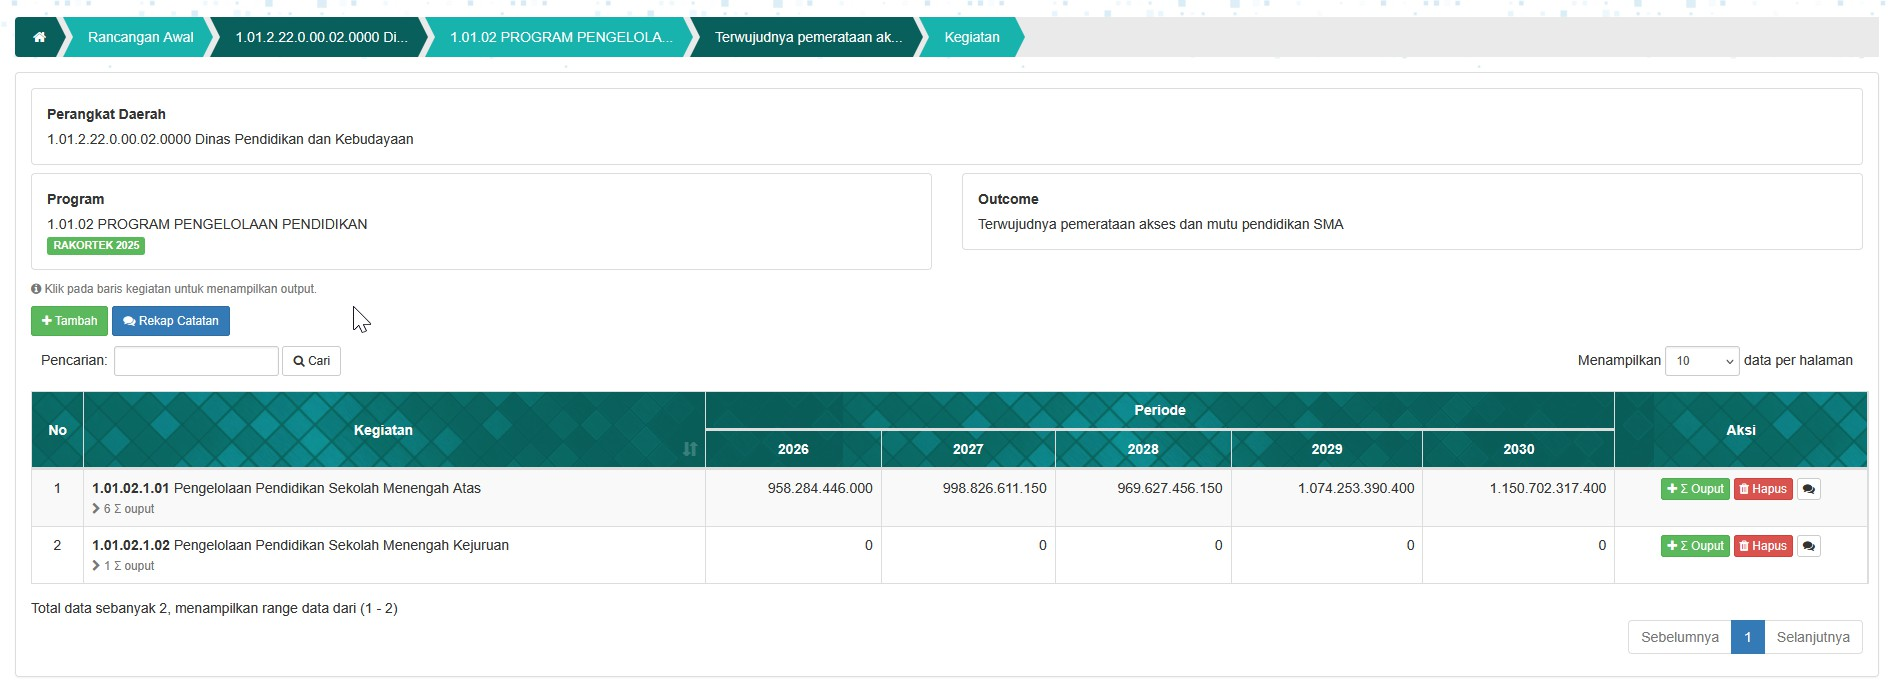 Rancangan Awal
1.01.2.22.0.00.02.0000 Di...
1.01.02 PROGRAM PENGELOLA...
Terwujudnya pemerataan ak...
Kegiatan
Perangkat Daerah
1.01.2.22.0.00.02.0000 Dinas Pendidikan dan Kebudayaan
Program
1.01.02 PROGRAM PENGELOLAAN PENDIDIKAN
RAKORTEK 2025
Outcome
Terwujudnya pemerataan akses dan mutu pendidikan SMA
Klik pada baris kegiatan untuk menampilkan output.
Tambah
Rekap Catatan
Pencarian:
Cari
Menampilkan 10 data per halaman
No Kegiatan Periode Aksi
2026 2027 2028 2029 2030
1 1.01.02.1.01 Pengelolaan Pendidikan Sekolah Menengah Atas 958.284.446.000 998.826.611.150 969.627.456.150 1.074.253.390.400 1.150.702.317.400 Σ Ouput Hapus
6 Σ ouput
2 1.01.02.1.02 Pengelolaan Pendidikan Sekolah Menengah Kejuruan 0 0 0 0 0 Σ Ouput Hapus
1 Σ ouput
Total data sebanyak 2, menampilkan range data dari (1 - 2)
Sebelumnya 1 Selanjutnya